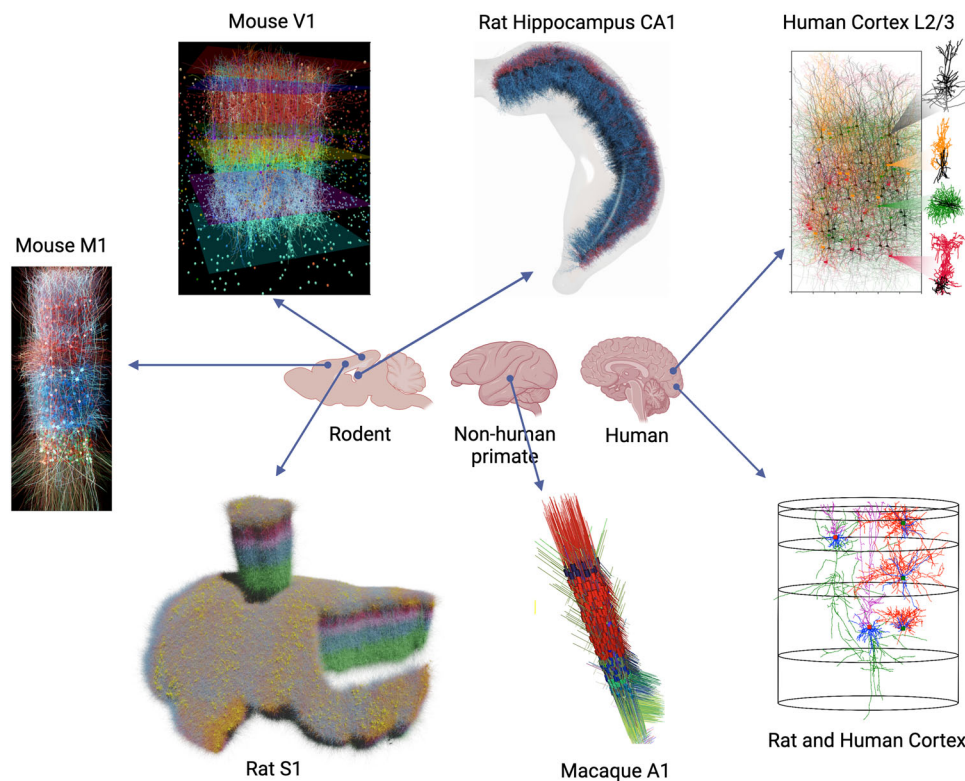 Mouse V1
Rat Hippocampus CA1
Human Cortex L2/3
Mouse M1
Rodent
Non-human
primate
Human
Rat S1
Macaque A1
Rat and Human Cortex